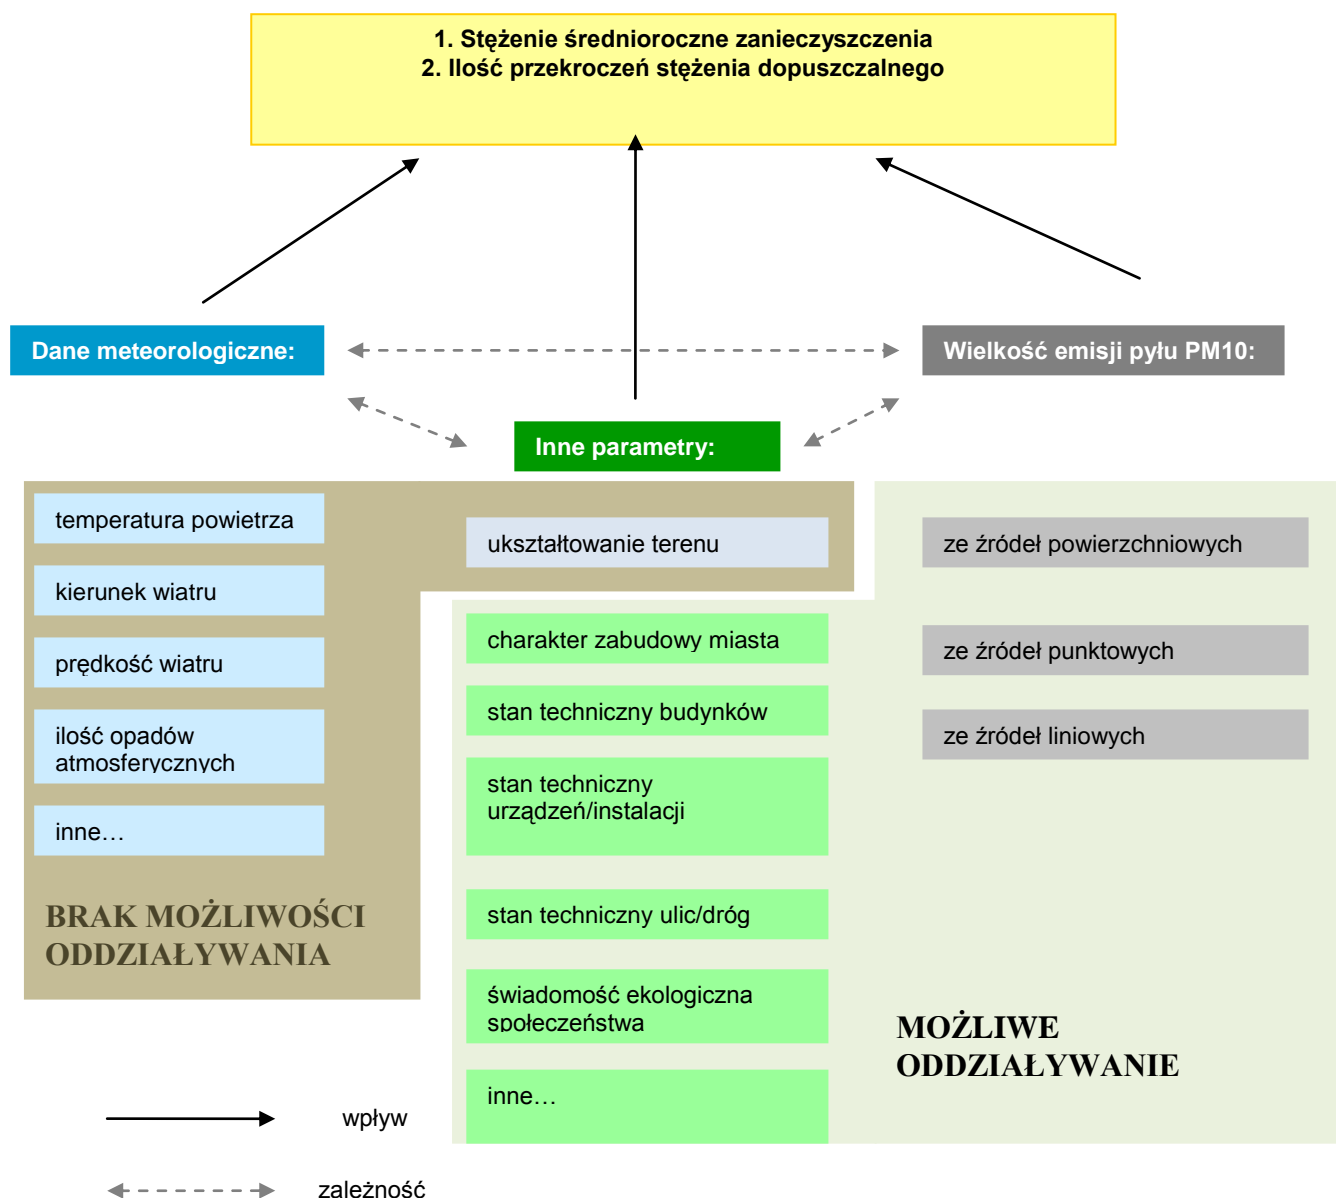 1. Stężenie średnioroczne zanieczyszczenia
2. Ilość przekroczeń stężenia dopuszczalnego
Dane meteorologiczne:
Wielkość emisji pyłu PM10:
Inne parametry:
temperatura powietrza
kierunek wiatru
prędkość wiatru
ilość opadów
atmosferycznych
inne…
BRAK MOŻLIWOŚCI
ODDZIAŁYWANIA
ukształtowanie terenu
charakter zabudowy miasta
stan techniczny budynków
stan techniczny
urządzeń/instalacji
stan techniczny ulic/dróg
świadomość ekologiczna
społeczeństwa
inne…
ze źródeł powierzchniowych
ze źródeł punktowych
ze źródeł liniowych
MOŻLIWE
ODDZIAŁYWANIE
wpływ
zależność